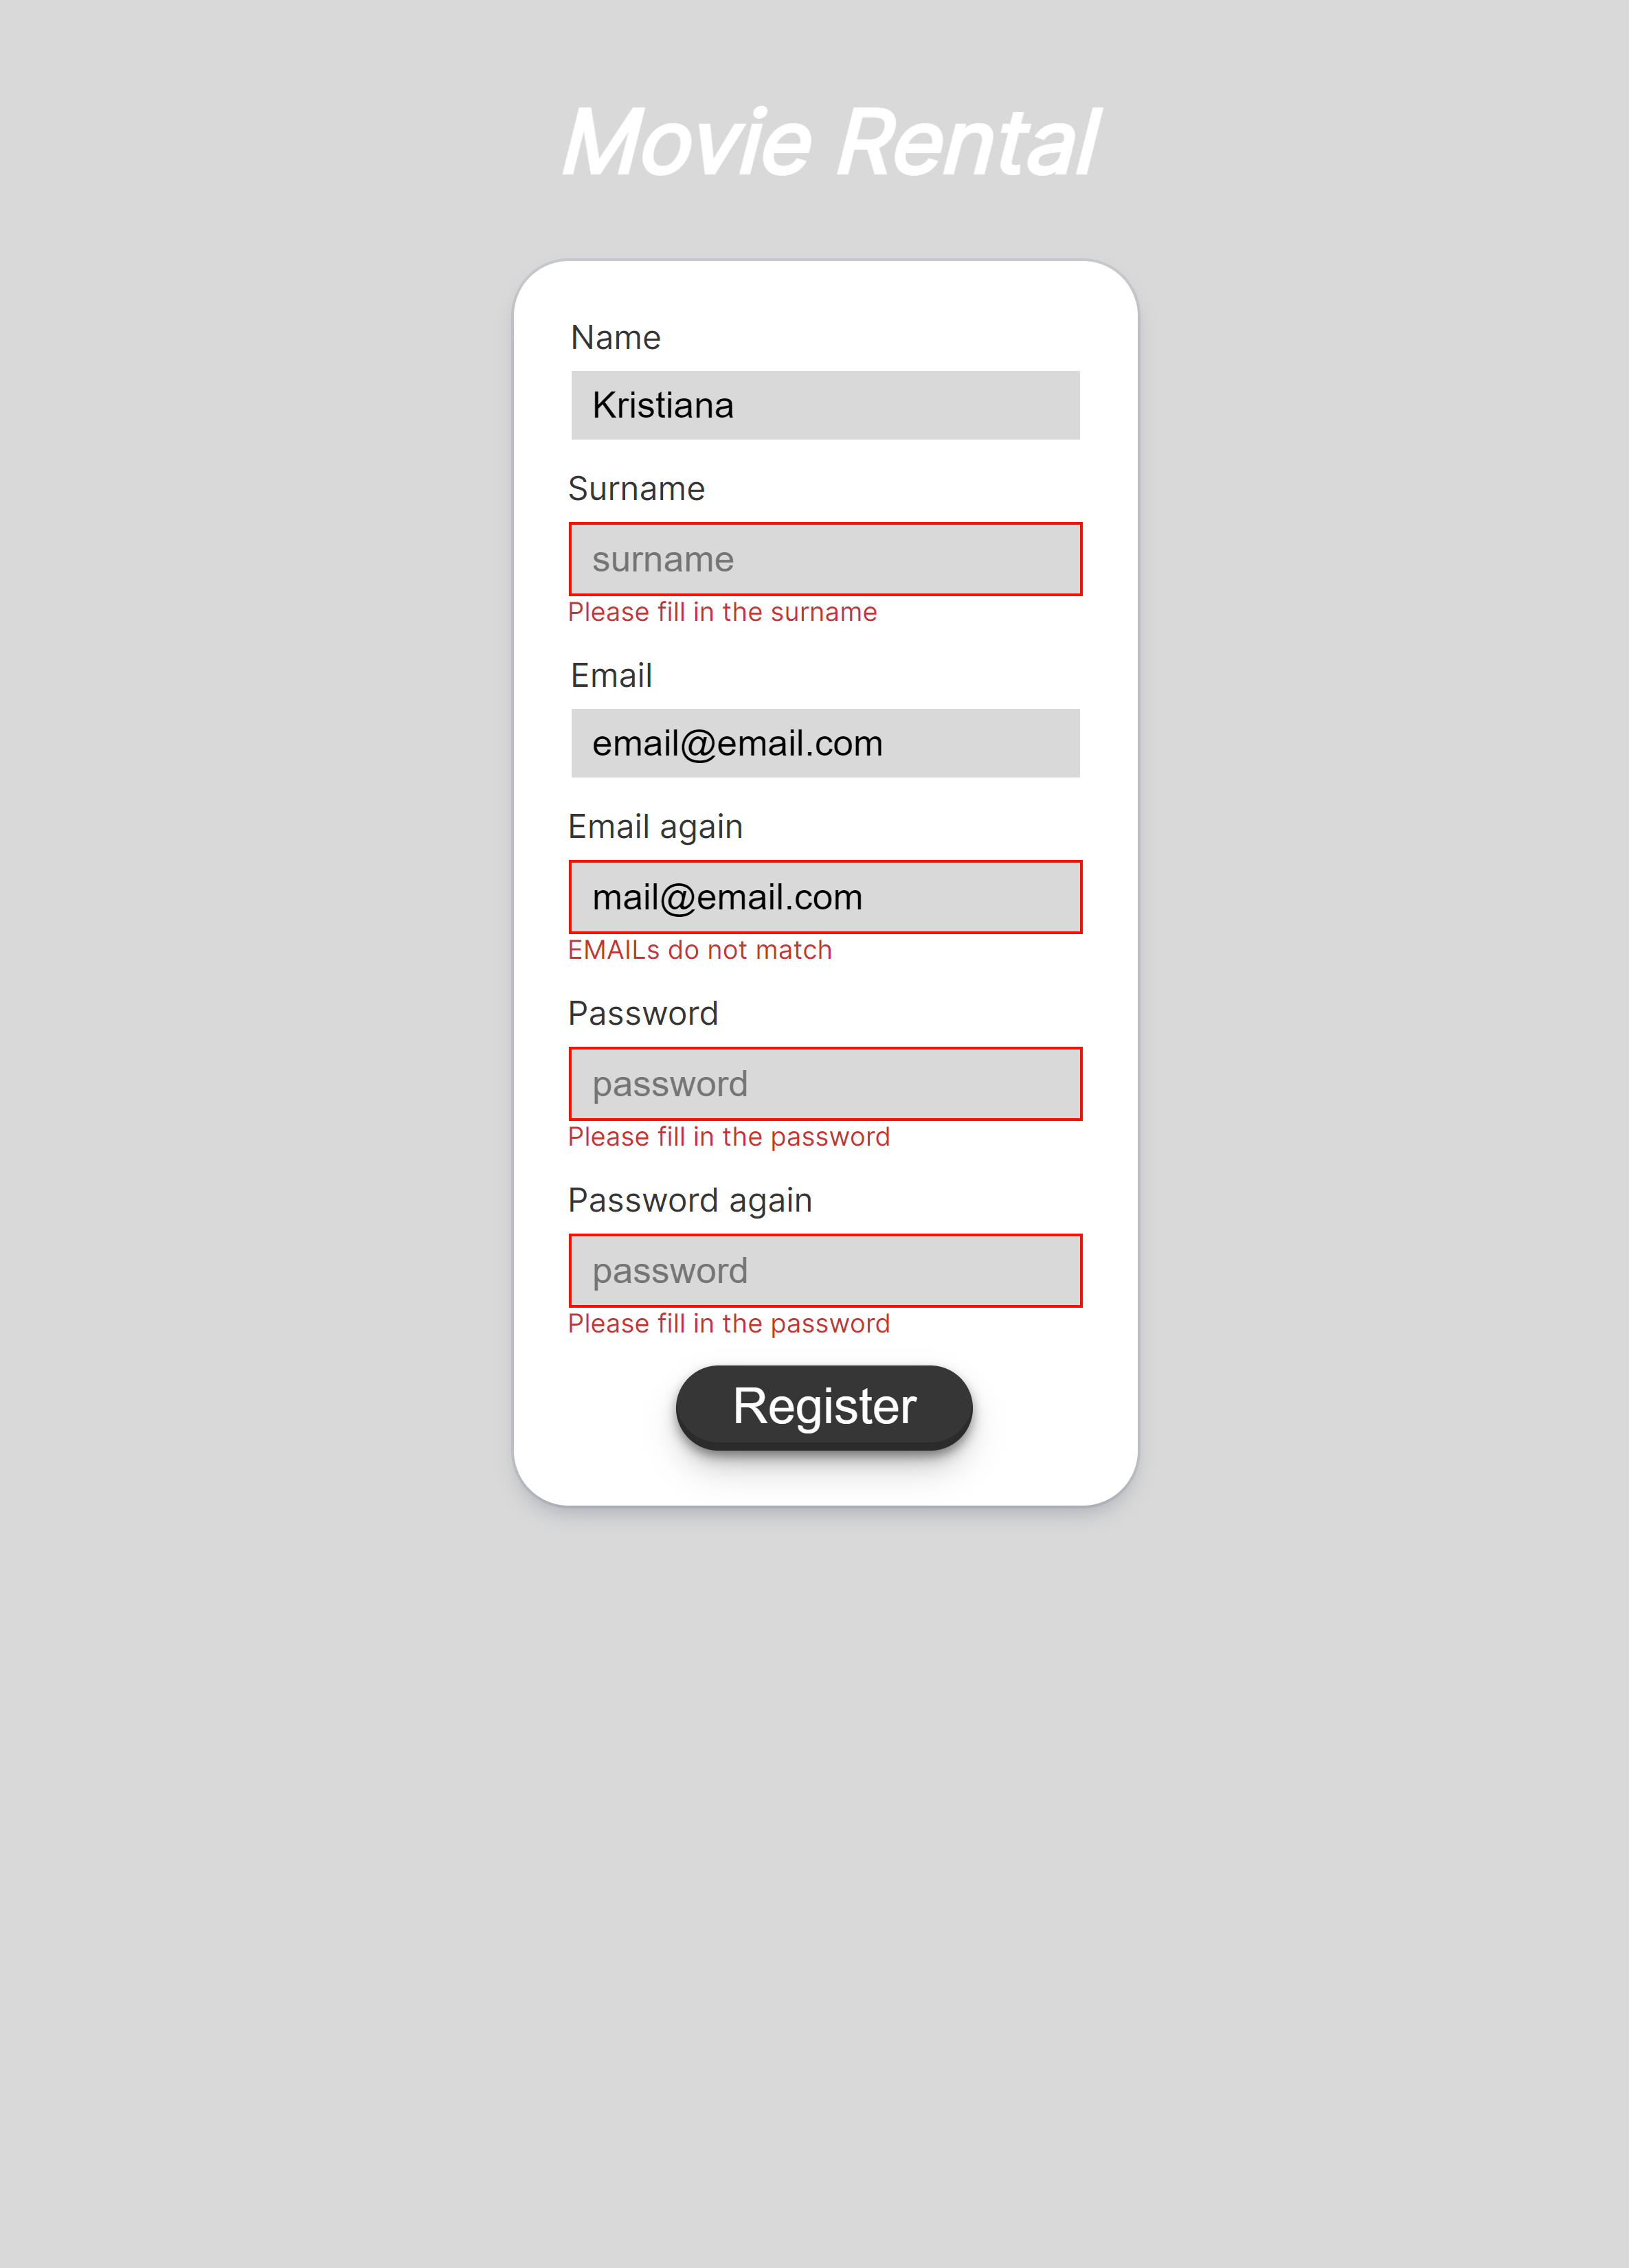 Movie Rental
Name
Kristiana
Surname
surname
Please fill in the surname
Email
email@email.com
Email again
mail@email.com
EMAILs do not match
Password
password
Please fill in the password
Password again
password
Please fill in the password
Register